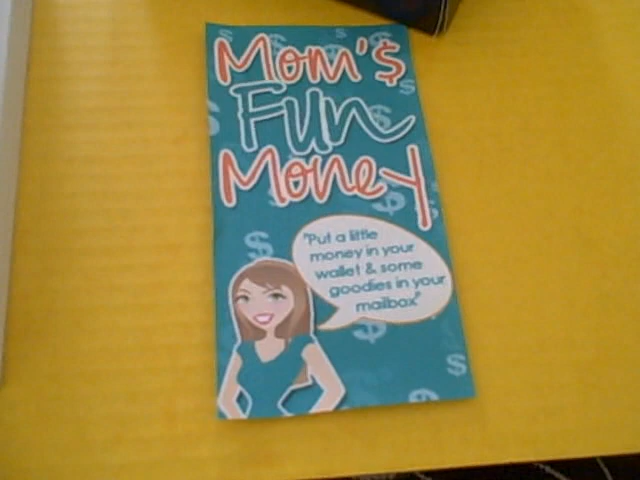 Mom's
Fun
Money
"Put a little
money in your
wallet & some
goodies in your
mailbox"